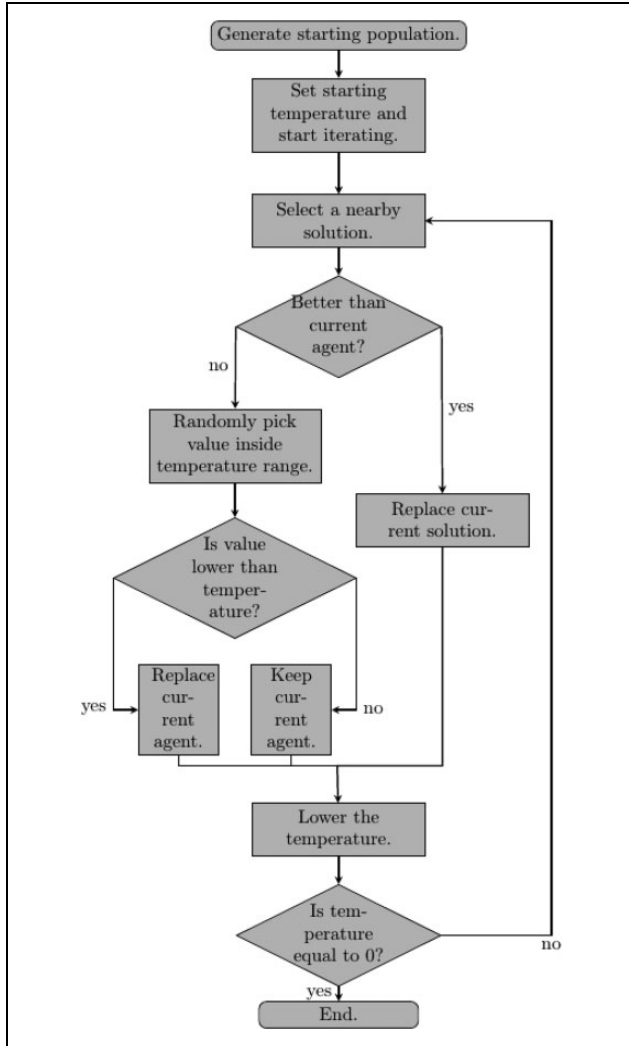 Generate starting population.
Set starting
temperature and
start iterating.
Select a nearby
solution.
Better than
current
agent?
no
yes
Randomly pick
value inside
temperature range.
Replace cur-
rent solution.
Is value
lower than
temper-
ature?
yes
Replace
cur-
rent
agent.
Keep
cur-
rent
agent.
no
Lower the
temperature.
Is tem-
perature
equal to 0?
no
yes
End.